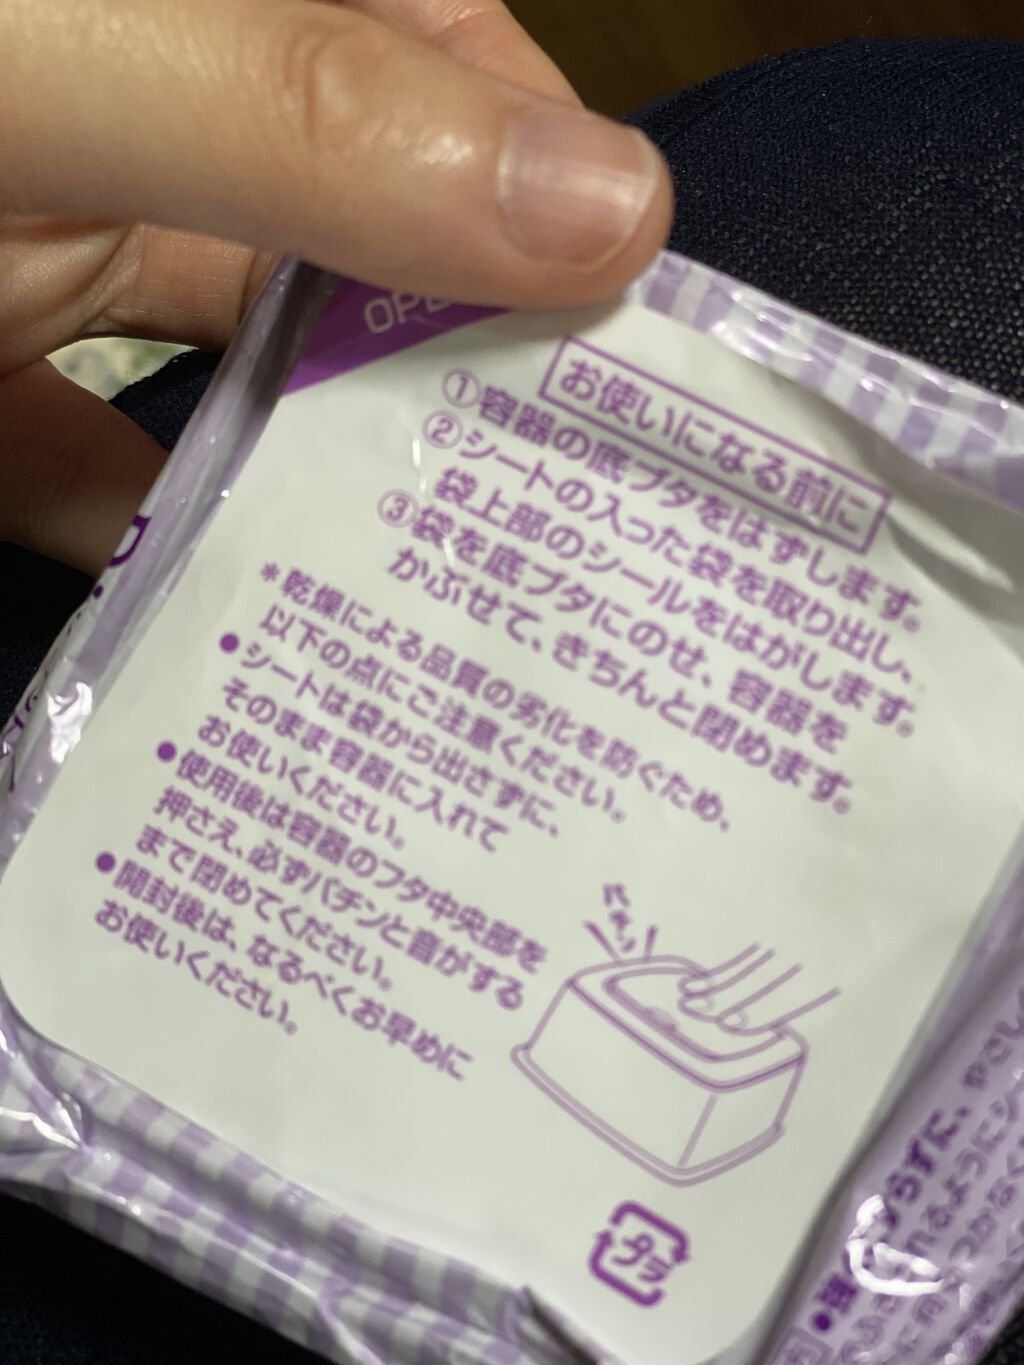 OPE
お使いになる前に
①容器の底ブタをはずします。
②シートの入った袋を取り出し、
袋上部のシールをはがします。
③袋を底ブタにのせ、容器を
かぶせて、きちんと閉めます。
＊乾燥による品質の劣化を防ぐため、
以下の点にご注意ください。
●シートは袋から出さずに、
そのまま容器に入れて
お使いください。
●使用後は容器のフタ中央部を
押さえ、必ずパチンと音がする
まで閉めてください。
●開封後は、なるべくお早めに
お使いください。
プラ